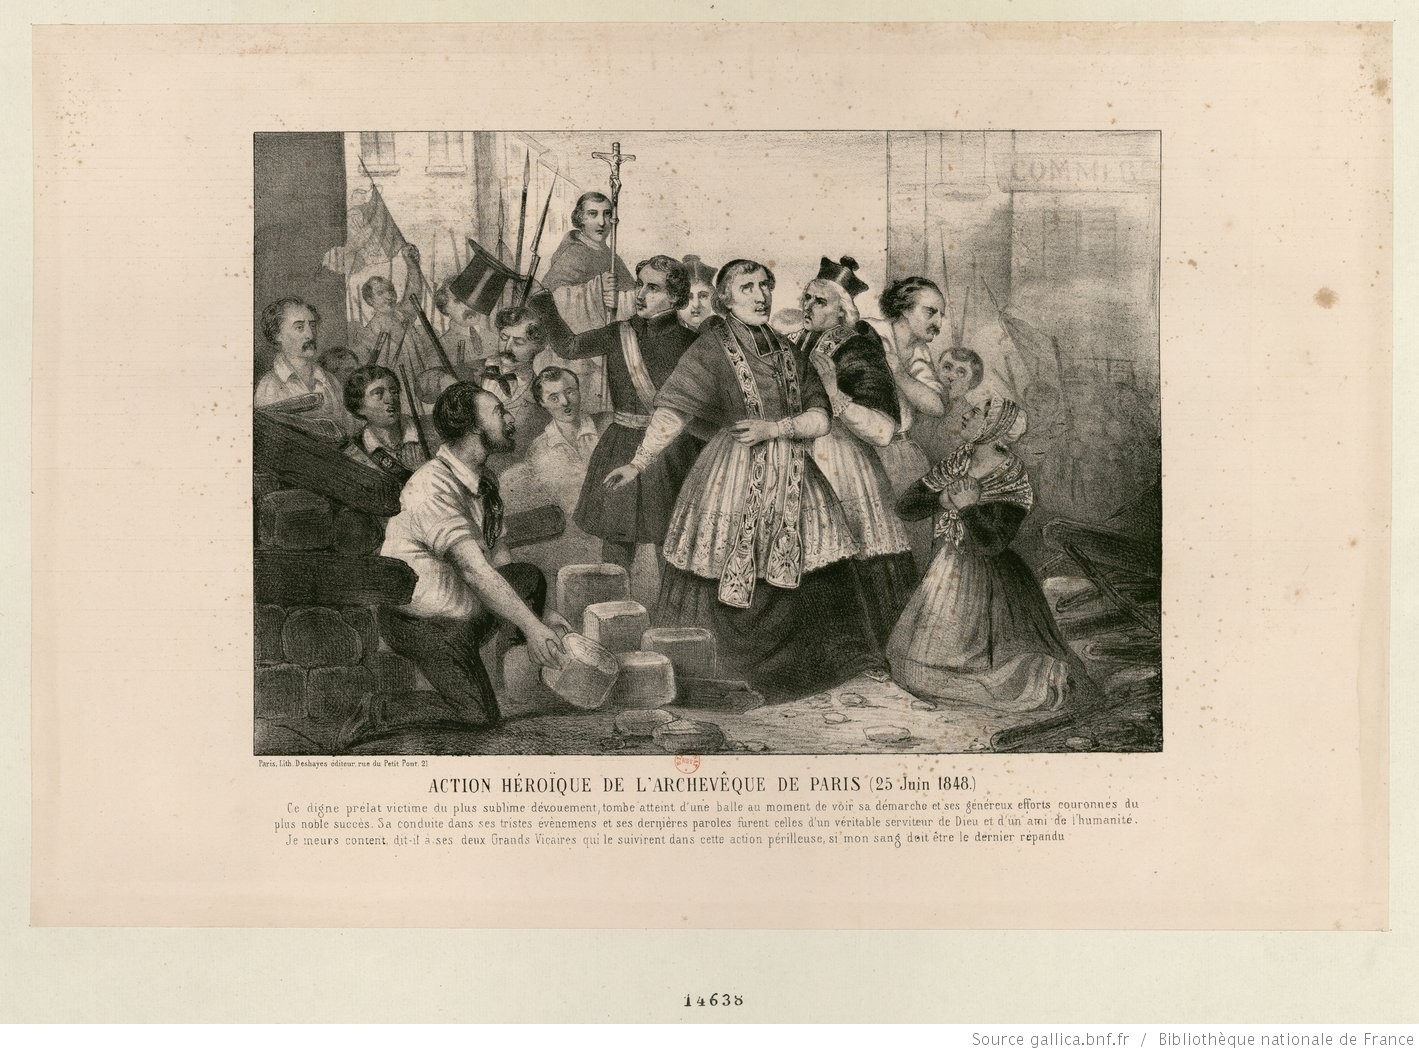 COMMER
Paris, Lith. Deshayes éditeur, rue du Petit Pont. 21
ACTION HÉROÏQUE DE L'ARCHEVÊQUE DE PARIS (25 Juin 1848.)
Ce digne prélat victime du plus sublime dévouement, tombe atteint d'une balle au moment de vóir sa démarche et ses généreux efforts couronnés du
plus noble succès. Sa conduite dans ses tristes évènemens et ses dernières paroles furent celles d'un véritable serviteur de Dieu et d'un ami de l'humanité.
Je meurs content, dit-il à ses deux Grands Vicaires qui le suivirent dans cette action périlleuse, si mon sang doit être le dernier répandu
14638
Source gallica.bnf.fr / Bibliothèque nationale de France